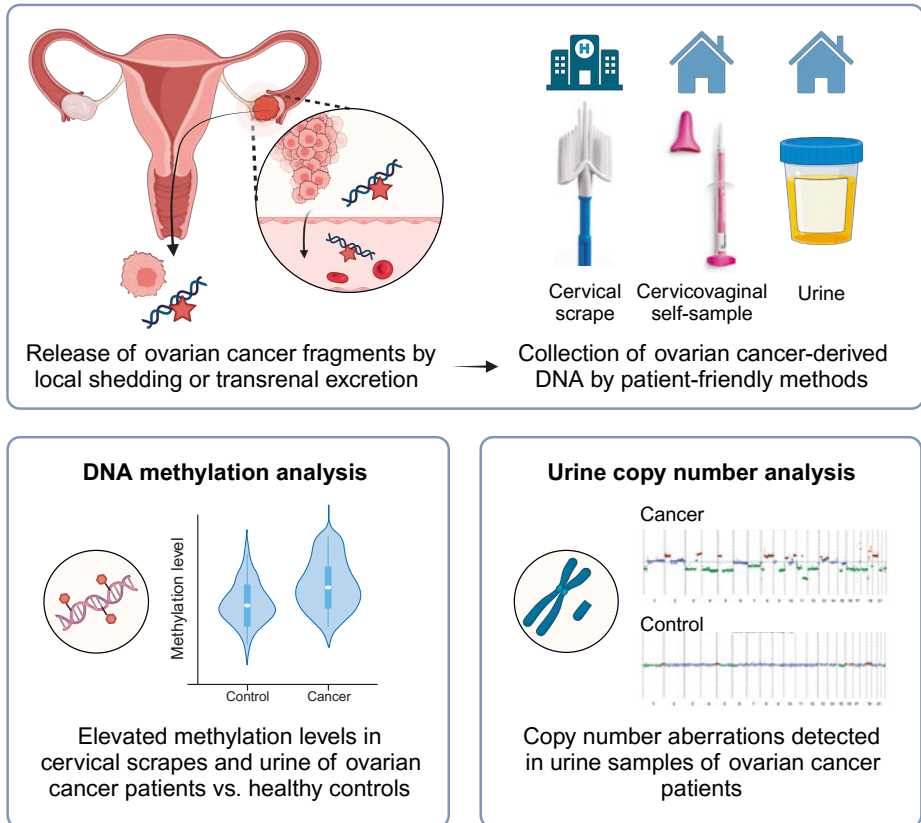 H
Cervical
scrape
Cervicovaginal
self-sample
Urine
Release of ovarian cancer fragments by
local shedding or transrenal excretion
Collection of ovarian cancer-derived
DNA by patient-friendly methods
DNA methylation analysis
Methylation level
Control
Cancer
Elevated methylation levels in
cervical scrapes and urine of ovarian
cancer patients vs. healthy controls
Urine copy number analysis
Cancer
Control
Copy number aberrations detected
in urine samples of ovarian cancer
patients